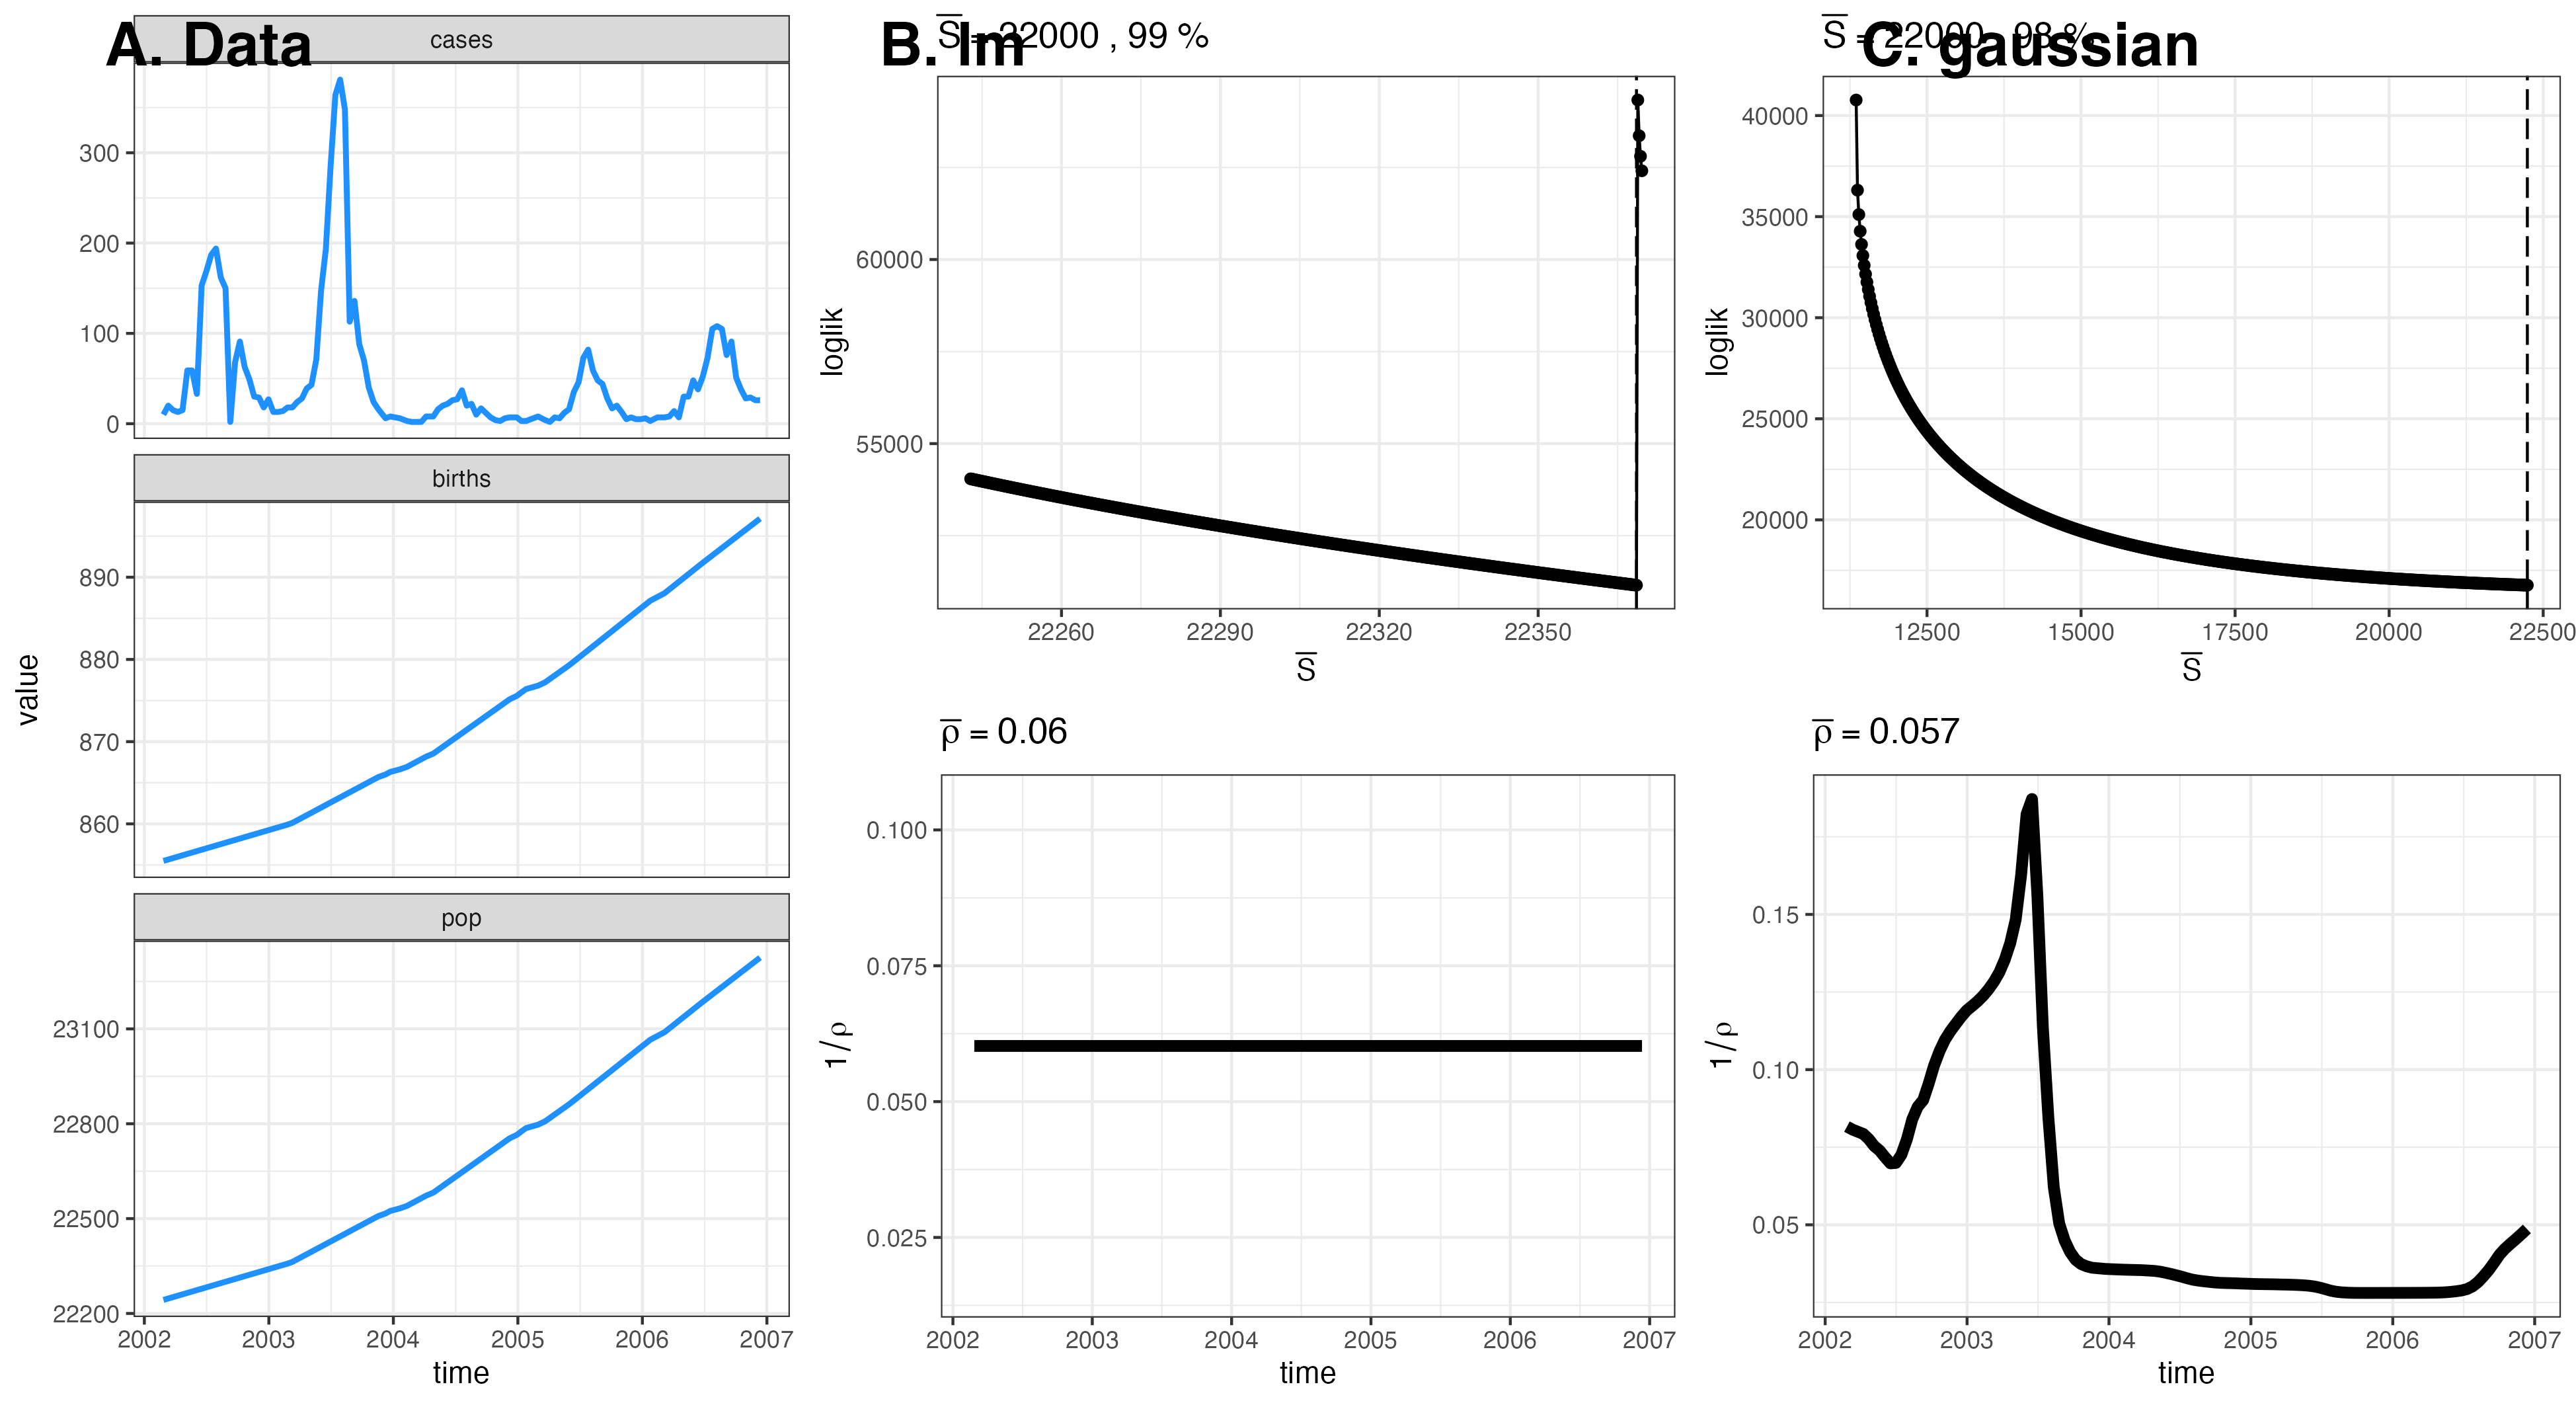 A. Data
cases
300
200
100
0
births
890
880
870
860
pop
23100
22800
22500
22200
2002 2003 2004 2005 2006 2007
time
value
B. lm
S̅ = 22000 , 99 %
60000
55000
loglik
22260 22290 22320 22350
S̅
ρ̅ = 0.06
0.100
0.075
0.050
0.025
1/ρ
2002 2003 2004 2005 2006 2007
time
C. gaussian
S̅ = 22000 , 98 %
40000
35000
30000
25000
20000
loglik
12500 15000 17500 20000 22500
S̅
ρ̅ = 0.057
0.15
0.10
0.05
1/ρ
2002 2003 2004 2005 2006 2007
time